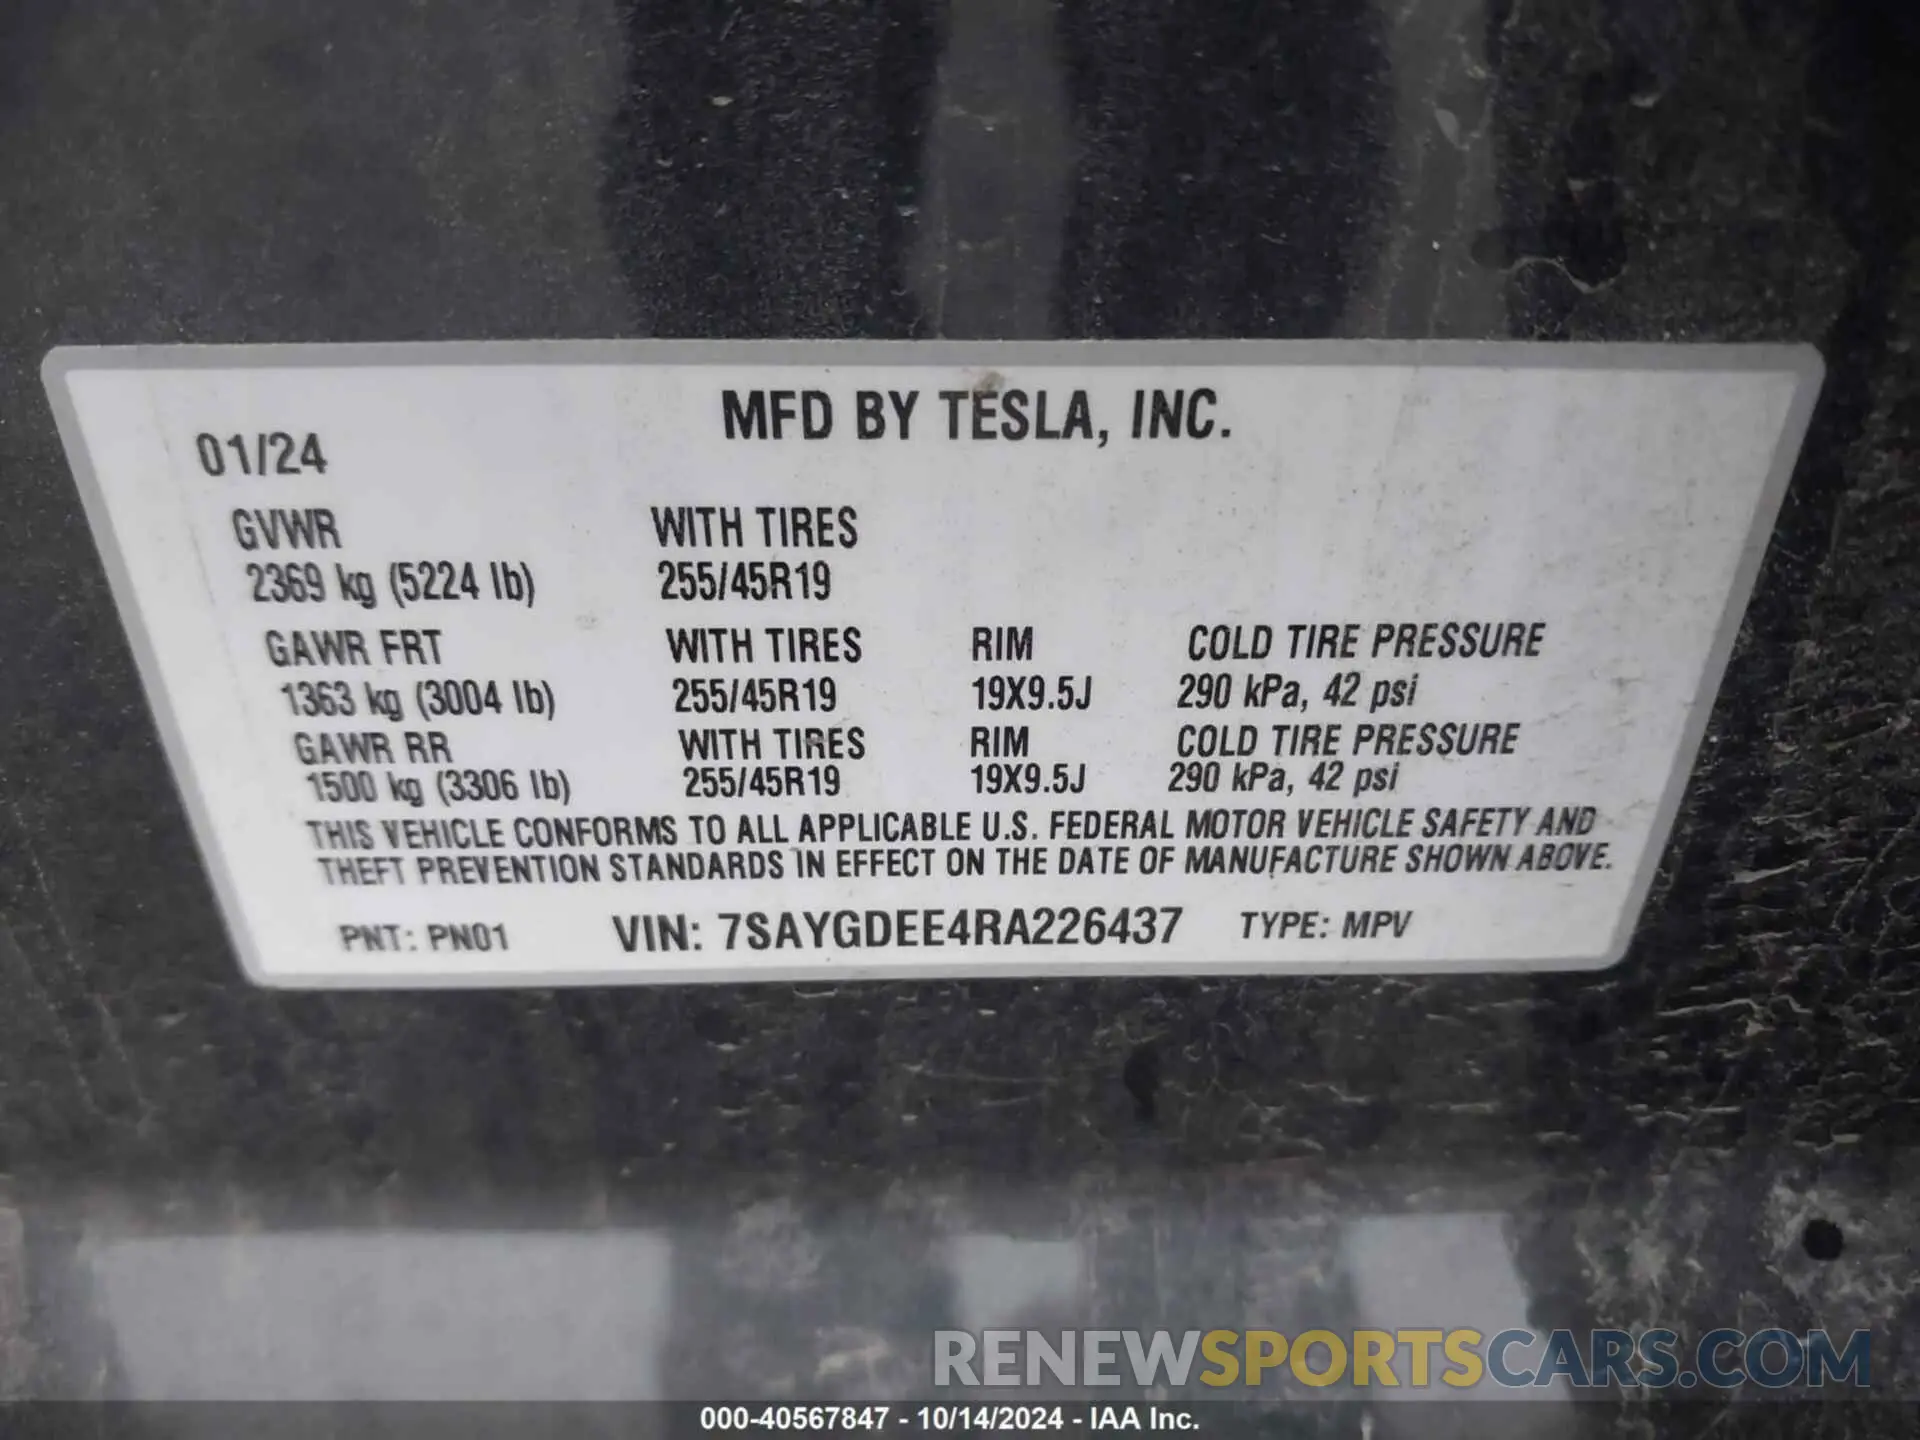 MFD BY TESLA, INC.
01/24
GVWR WITH TIRES
2369 kg (5224 lb) 255/45R19
GAWR FRT WITH TIRES RIM COLD TIRE PRESSURE
1363 kg (3004 lb) 255/45R19 19X9.5J 290 kPa, 42 psi
GAWR RR WITH TIRES RIM COLD TIRE PRESSURE
1500 kg (3306 lb) 255/45R19 19X9.5J 290 kPa, 42 psi
THIS VEHICLE CONFORMS TO ALL APPLICABLE U.S. FEDERAL MOTOR VEHICLE SAFETY AND
THEFT PREVENTION STANDARDS IN EFFECT ON THE DATE OF MANUFACTURE SHOWN ABOVE.
PNT: PN01 VIN: 7SAYGDEE4RA226437 TYPE: MPV
RENEWSPORTSCARS.COM
000-40567847 - 10/14/2024 - IAA Inc.